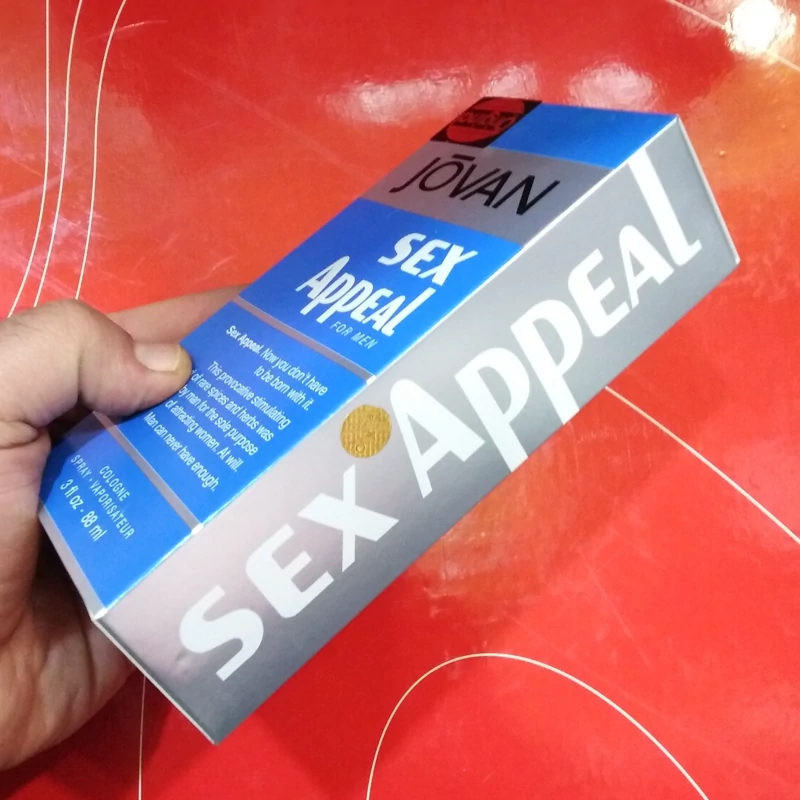 JŌVAN
SEX
APPEAL
FOR MEN
Sex Appeal. Now you don't have
to be born with it.
This provocative stimulating
of rare spices and herbs was
man for the sole purpose
of attracting women. At will.
Man can never have enough.
COLOGNE
SPRAY · VAPORISATEUR
3 fl oz · 88 ml
SEX APPEAL